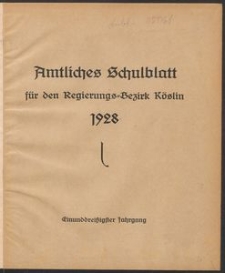 Amtliches Schulblatt
für den Regierungs-Bezirk Köslin
1928
Einunddreißigster Jahrgang